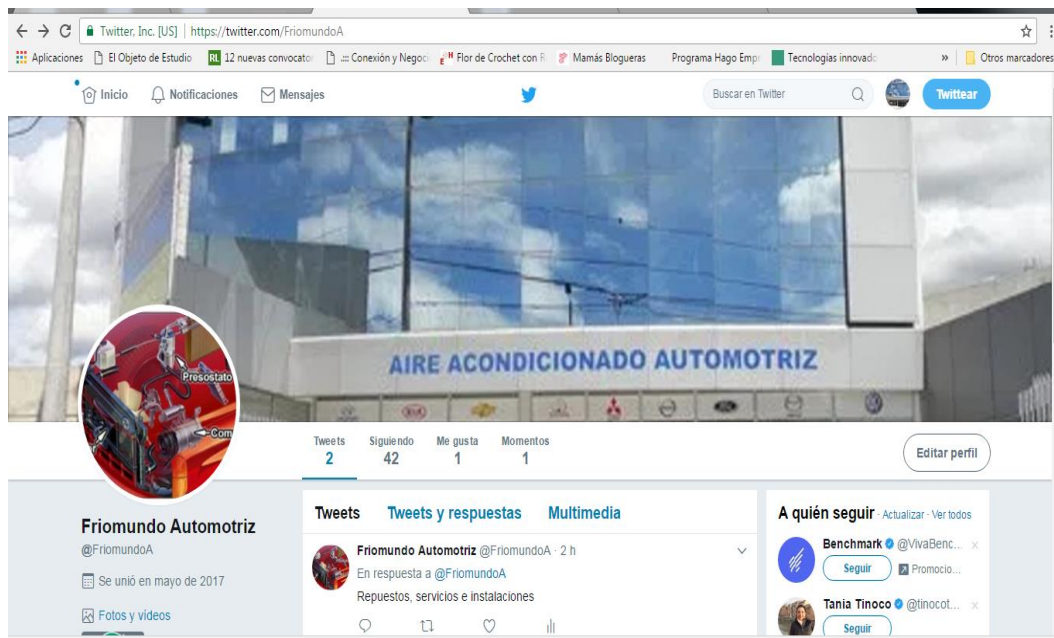 Twitter, Inc. [US] | https://twitter.com/FriomundoA
Aplicaciones El Objeto de Estudio RL 12 nuevas convocato .::: Conexión y Negoci Flor de Crochet con R Mamás Blogueras Programa Hago Empr Tecnologías innovado » Otros marcadores
Inicio Notificaciones Mensajes Buscar en Twitter Twittear
AIRE ACONDICIONADO AUTOMOTRIZ
KIA
Presostato
Com
Tweets Siguiendo Me gusta Momentos
2 42 1 1
Editar perfil
Friomundo Automotriz
@FriomundoA
Se unió en mayo de 2017
Fotos y videos
Tweets Tweets y respuestas Multimedia
Friomundo Automotriz @FriomundoA · 2 h
En respuesta a @FriomundoA
Repuestos, servicios e instalaciones
A quién seguir · Actualizar · Ver todos
Benchmark @VivaBenc...
Seguir Promocio...
Tania Tinoco @tinocot...
Seguir